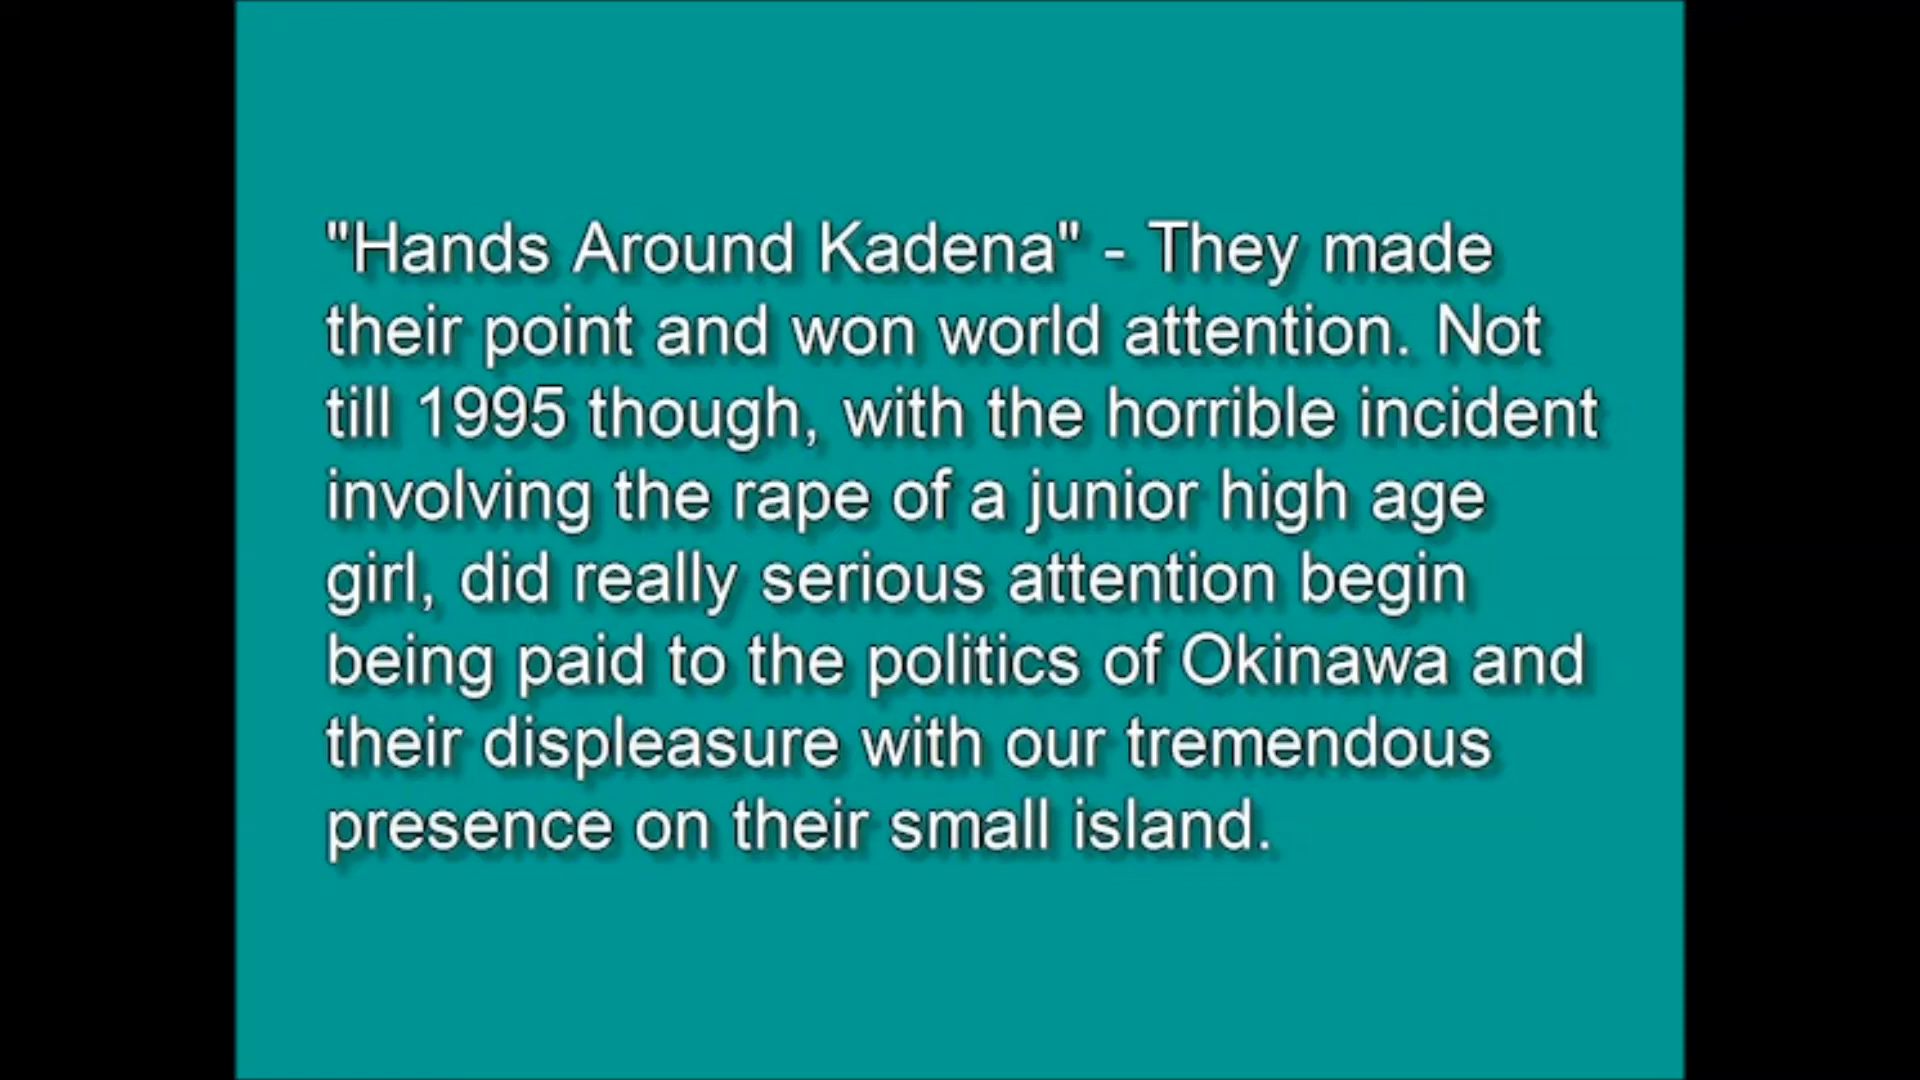 "Hands Around Kadena" - They made
their point and won world attention. Not
till 1995 though, with the horrible incident
involving the rape of a junior high age
girl, did really serious attention begin
being paid to the politics of Okinawa and
their displeasure with our tremendous
presence on their small island.